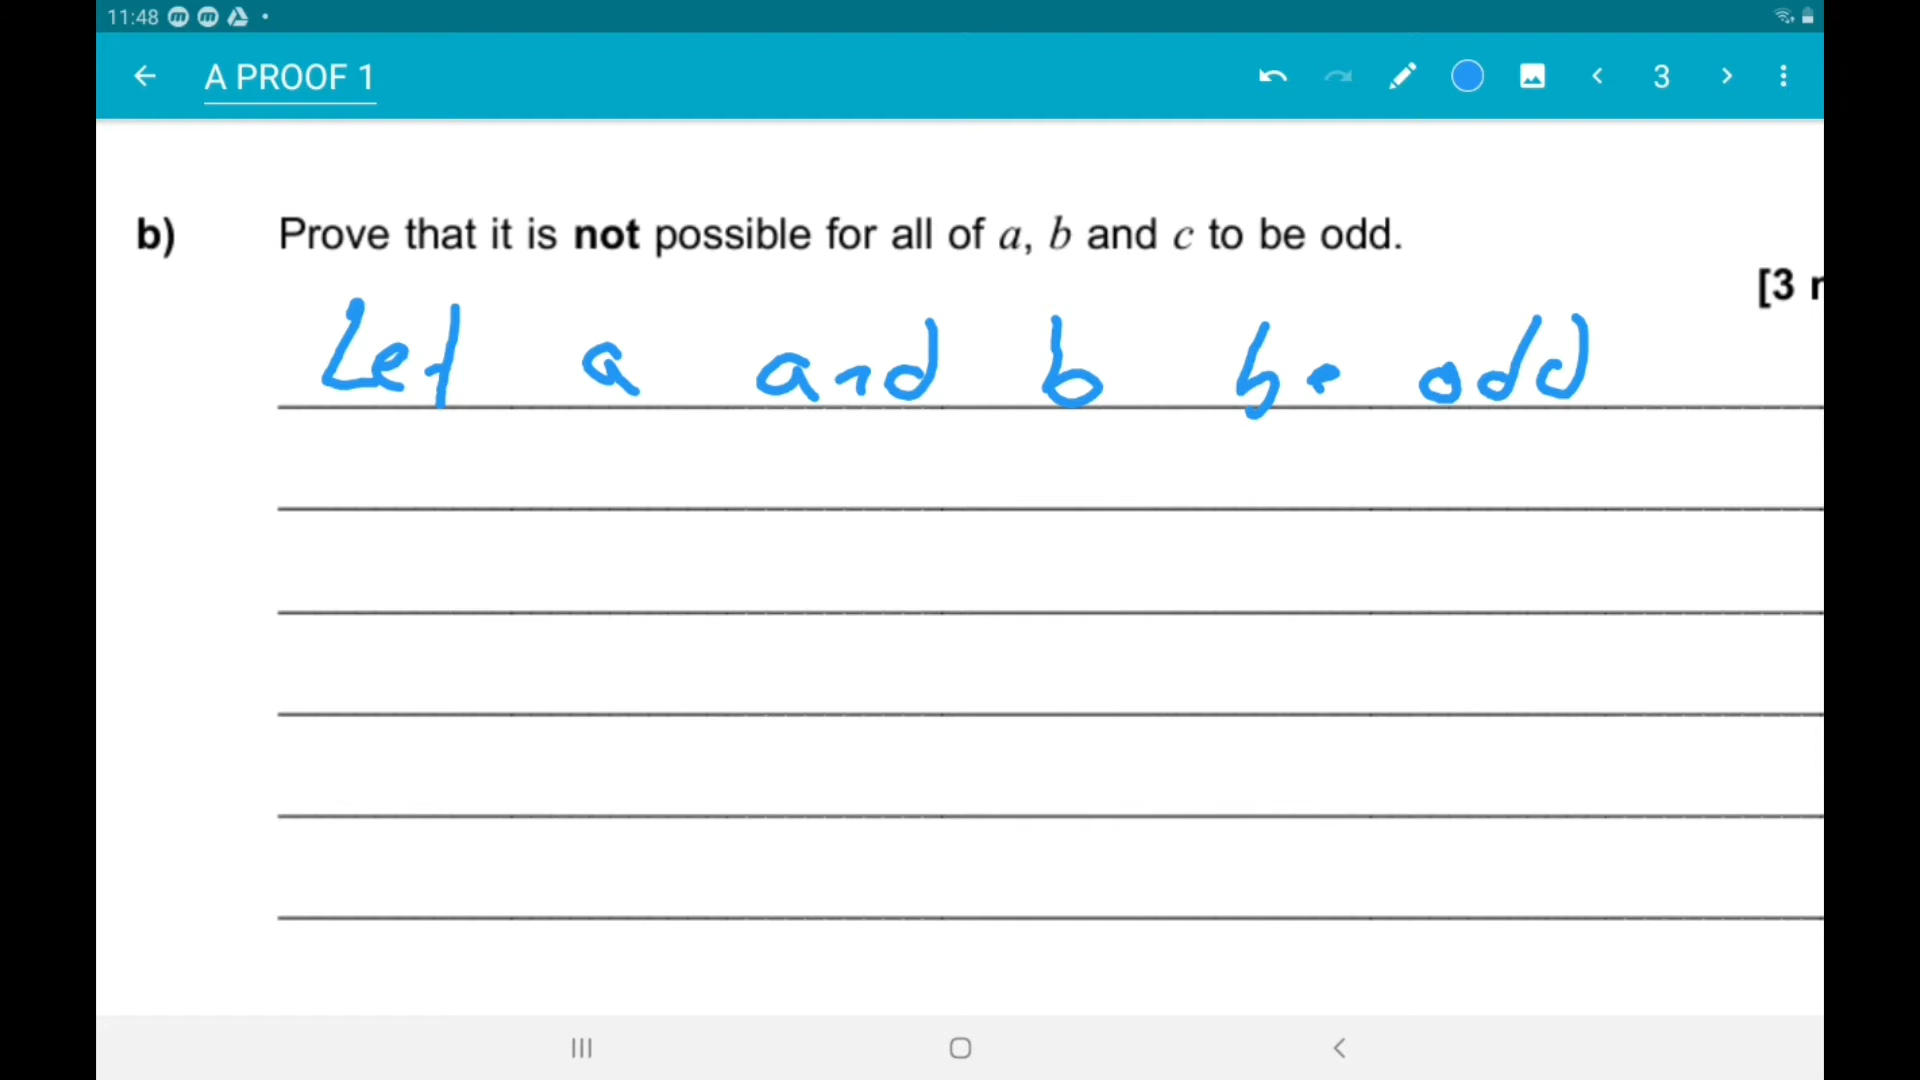 11:48
A PROOF 1
3
b) Prove that it is not possible for all of a, b and c to be odd.
[3
Let a and b be odd